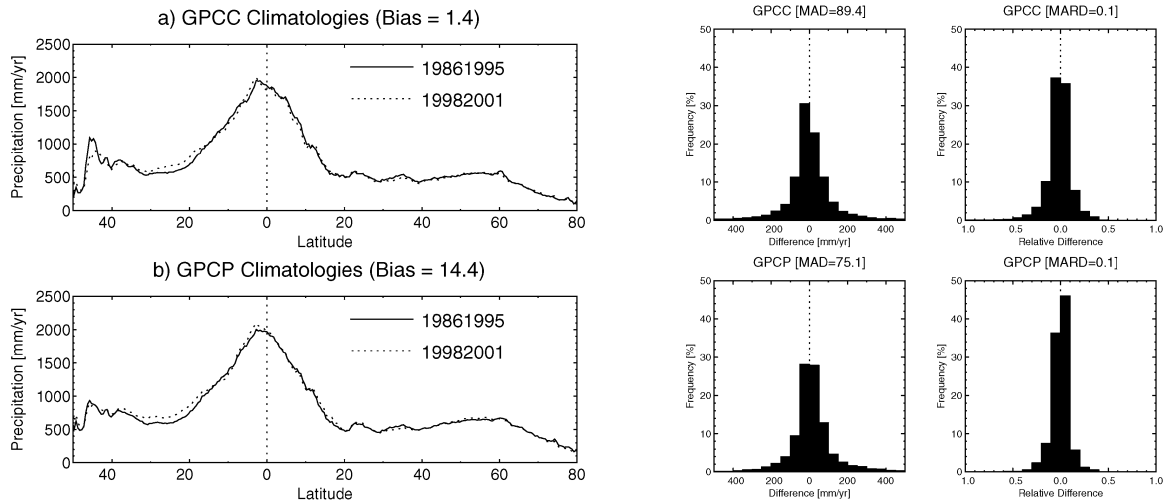 a) GPCC Climatologies (Bias = 1.4)
Precipitation [mm/yr]
2500
2000
1500
1000
500
0
19861995
19982001
40 20 0 20 40 60 80
Latitude
b) GPCP Climatologies (Bias = 14.4)
Precipitation [mm/yr]
2500
2000
1500
1000
500
0
19861995
19982001
40 20 0 20 40 60 80
Latitude
GPCC [MAD=89.4]
Frequency [%]
50
40
30
20
10
0
400 200 0 200 400
Difference [mm/yr]
GPCC [MARD=0.1]
Frequency [%]
50
40
30
20
10
0
1.0 0.5 0.0 0.5 1.0
Relative Difference
GPCP [MAD=75.1]
Frequency [%]
50
40
30
20
10
0
400 200 0 200 400
Difference [mm/yr]
GPCP [MARD=0.1]
Frequency [%]
50
40
30
20
10
0
1.0 0.5 0.0 0.5 1.0
Relative Difference